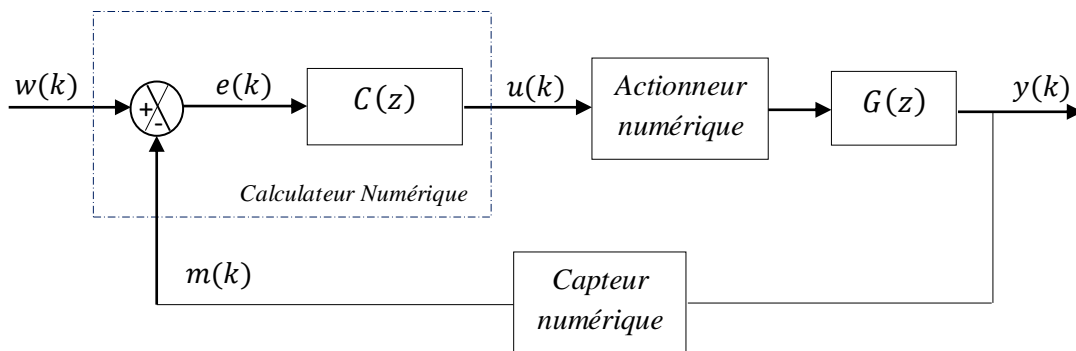 w(k)
+
-
e(k)
C(z)
u(k)
Actionneur
numérique
G(z)
y(k)
Calculateur Numérique
m(k)
Capteur
numérique